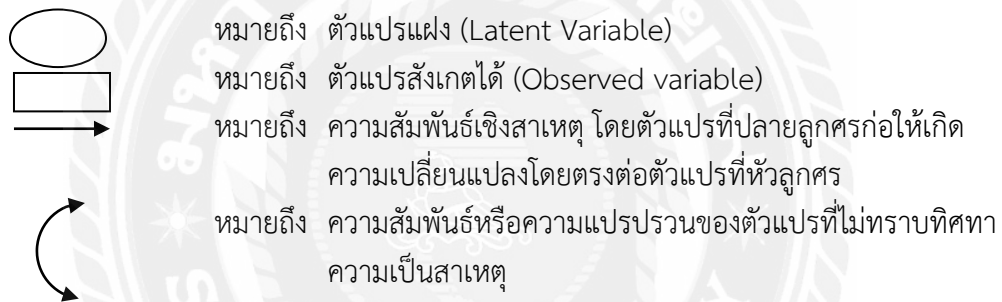 หมายถึง ตัวแปรแฝง (Latent Variable)
หมายถึง ตัวแปรสังเกตได้ (Observed variable)
หมายถึง ความสัมพันธ์เชิงสาเหตุ โดยตัวแปรที่ปลายลูกศรก่อให้เกิด
ความเปลี่ยนแปลงโดยตรงต่อตัวแปรที่หัวลูกศร
หมายถึง ความสัมพันธ์หรือความแปรปรวนของตัวแปรที่ไม่ทราบทิศทา
ความเป็นสาเหตุ